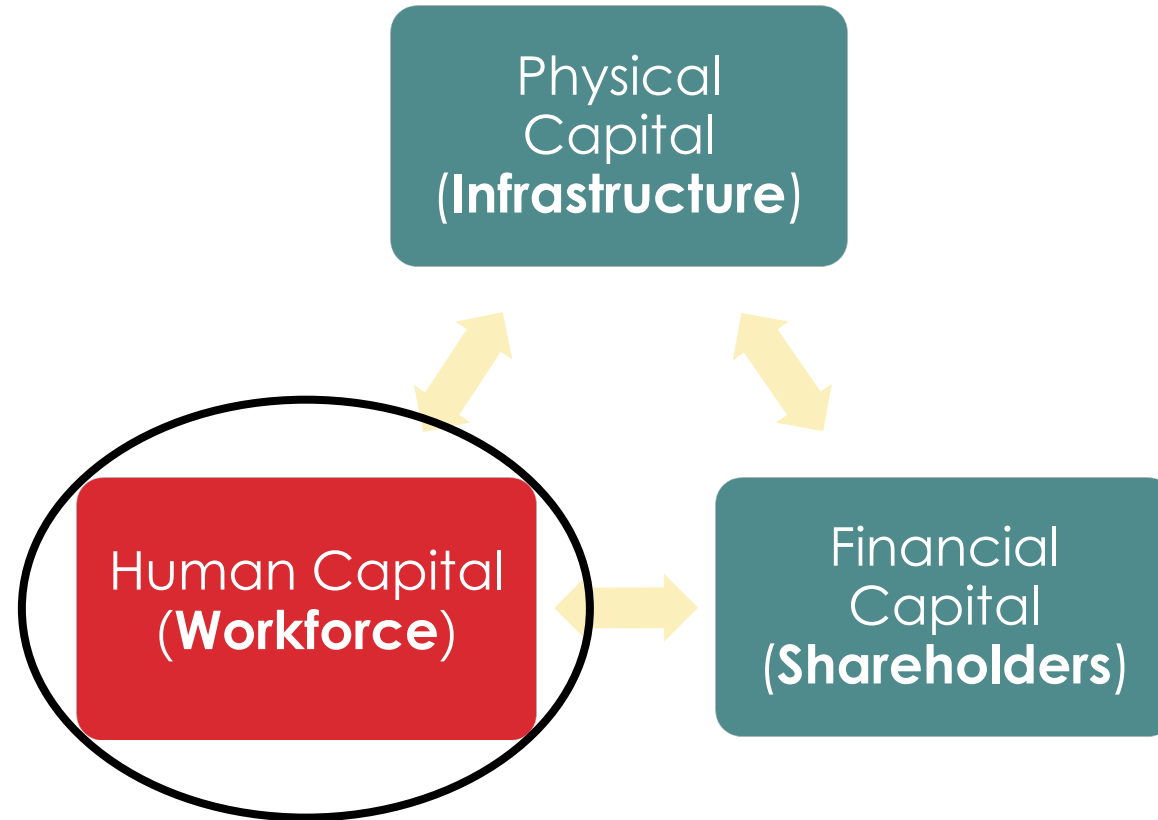 Physical
Capital
(Infrastructure)
Human Capital
(Workforce)
Financial
Capital
(Shareholders)